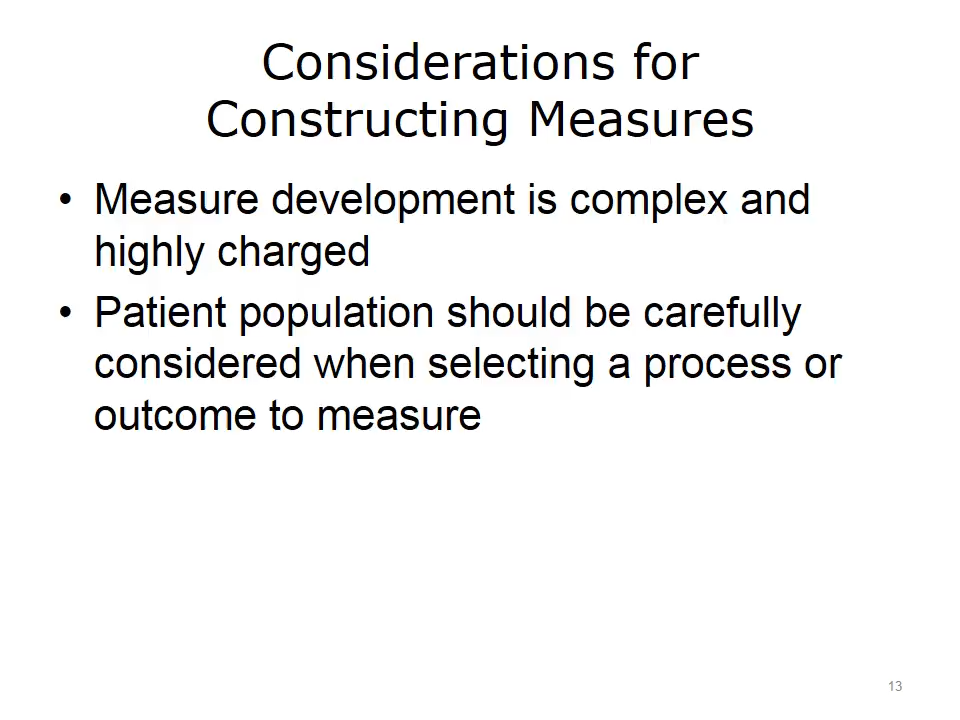 Considerations for
Constructing Measures
• Measure development is complex and
highly charged
• Patient population should be carefully
considered when selecting a process or
outcome to measure
13